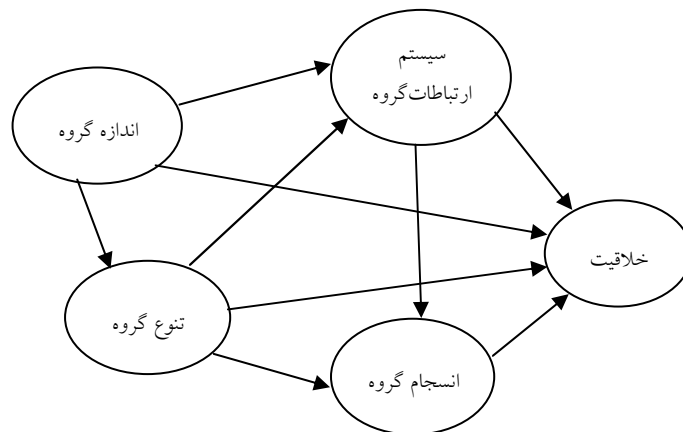 سیستم
ارتباطات‌گروه
اندازه گروه
خلاقیت
تنوع گروه
انسجام گروه